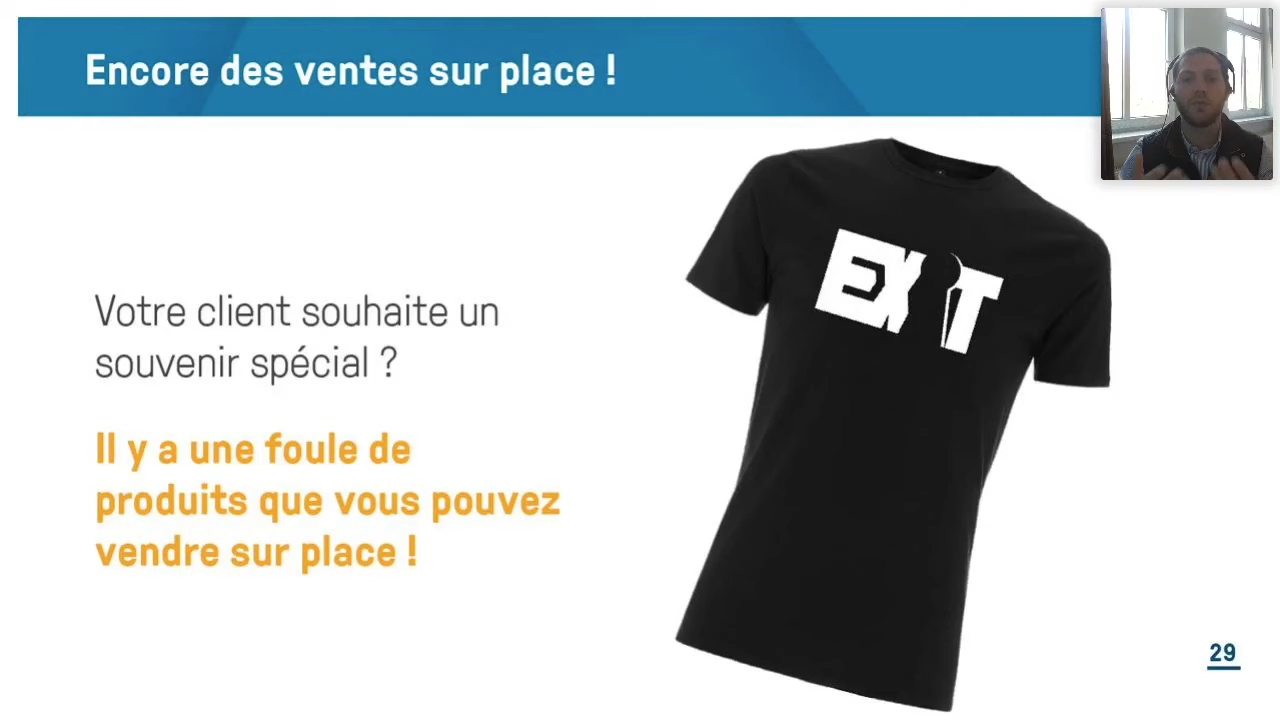 Encore des ventes sur place !
EXIT
Votre client souhaite un
souvenir spécial ?
Il y a une foule de
produits que vous pouvez
vendre sur place !
29